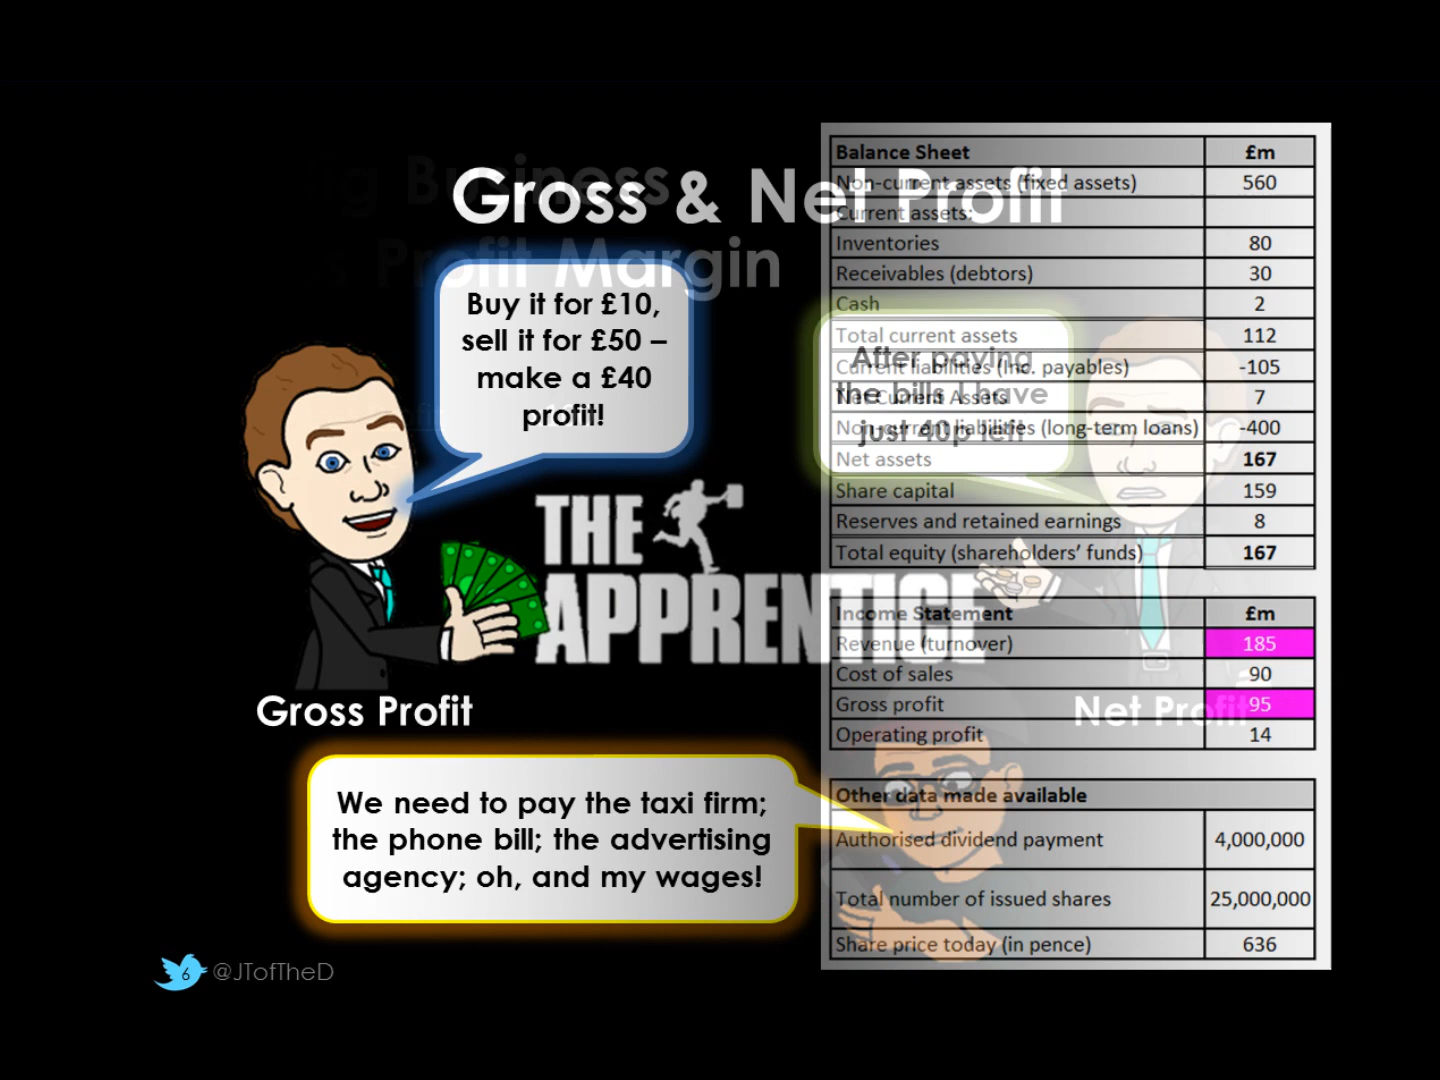 g Business
Gross & Net Profit
s Profit Margin
Buy it for £10,
sell it for £50 –
make a £40
profit!
After paying
the bills I have
just 40p left
THE
APPRENTICE
Gross Profit
Net Profit
We need to pay the taxi firm;
the phone bill; the advertising
agency; oh, and my wages!
6 @JTofTheD
Balance Sheet £m
Non-current assets (fixed assets) 560
Current assets:
Inventories 80
Receivables (debtors) 30
Cash 2
Total current assets 112
Current liabilities (inc. payables) -105
Net Current Assets 7
Non-current liabilities (long-term loans) -400
Net assets 167
Share capital 159
Reserves and retained earnings 8
Total equity (shareholders’ funds) 167
Income Statement £m
Revenue (turnover) 185
Cost of sales 90
Gross profit 95
Operating profit 14
Other data made available
Authorised dividend payment 4,000,000
Total number of issued shares 25,000,000
Share price today (in pence) 636